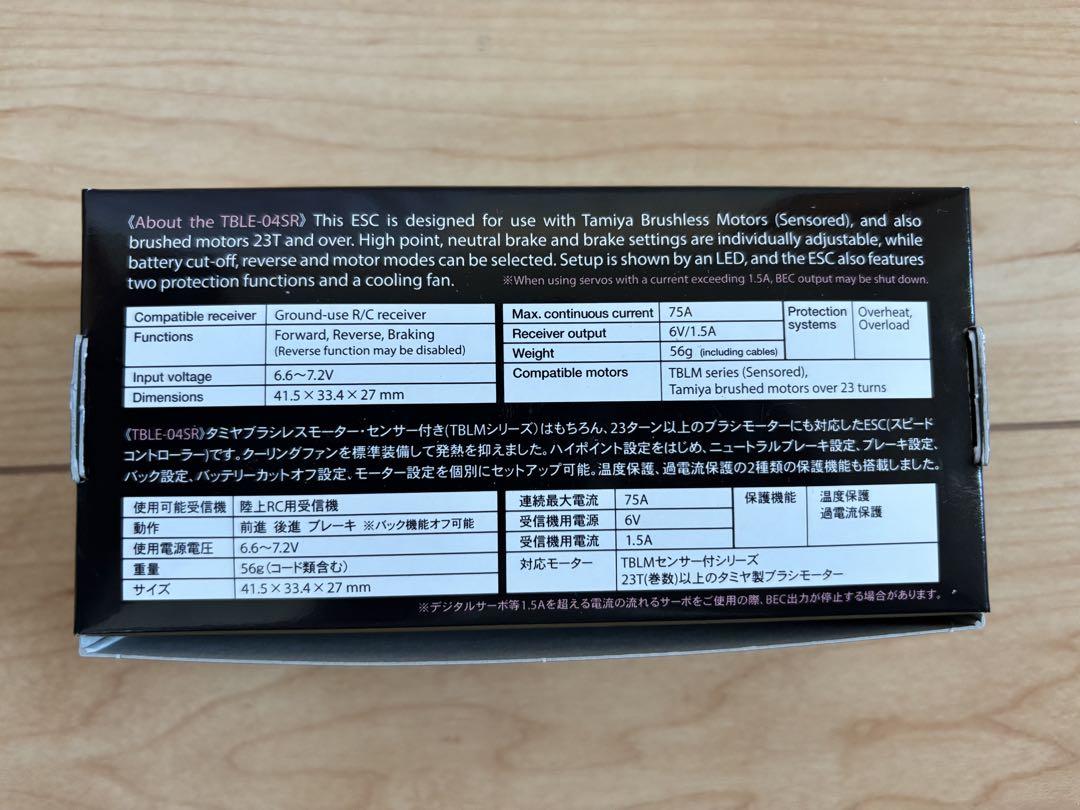 《About the TBLE-04SR》 This ESC is designed for use with Tamiya Brushless Motors (Sensored), and also
brushed motors 23T and over. High point, neutral brake and brake settings are individually adjustable, while
battery cut-off, reverse and motor modes can be selected. Setup is shown by an LED, and the ESC also features
two protection functions and a cooling fan.
※When using servos with a current exceeding 1.5A, BEC output may be shut down.
Compatible receiver Ground-use R/C receiver
Functions Forward, Reverse, Braking
(Reverse function may be disabled)
Input voltage 6.6～7.2V
Dimensions 41.5×33.4×27 mm
Max. continuous current 75A
Receiver output 6V/1.5A
Weight 56g (including cables)
Protection systems Overheat, Overload
Compatible motors TBLM series (Sensored),
Tamiya brushed motors over 23 turns
《TBLE-04SR》タミヤブラシレスモーター・センサー付き(TBLMシリーズ)はもちろん、23ターン以上のブラシモーターにも対応したESC(スピード
コントローラー)です。クーリングファンを標準装備して発熱を抑えました。ハイポイント設定をはじめ、ニュートラルブレーキ設定、ブレーキ設定、
バック設定、バッテリーカットオフ設定、モーター設定を個別にセットアップ可能。温度保護、過電流保護の2種類の保護機能も搭載しました。
使用可能受信機 陸上RC用受信機
動作 前進 後進 ブレーキ ※バック機能オフ可能
使用電源電圧 6.6～7.2V
重量 56g(コード類含む)
サイズ 41.5×33.4×27 mm
連続最大電流 75A
受信機用電源 6V
受信機用電流 1.5A
保護機能 温度保護
過電流保護
対応モーター TBLMセンサー付シリーズ
23T(巻数)以上のタミヤ製ブラシモーター
※デジタルサーボ等1.5Aを超える電流の流れるサーボをご使用の際、BEC出力が停止する場合があります。